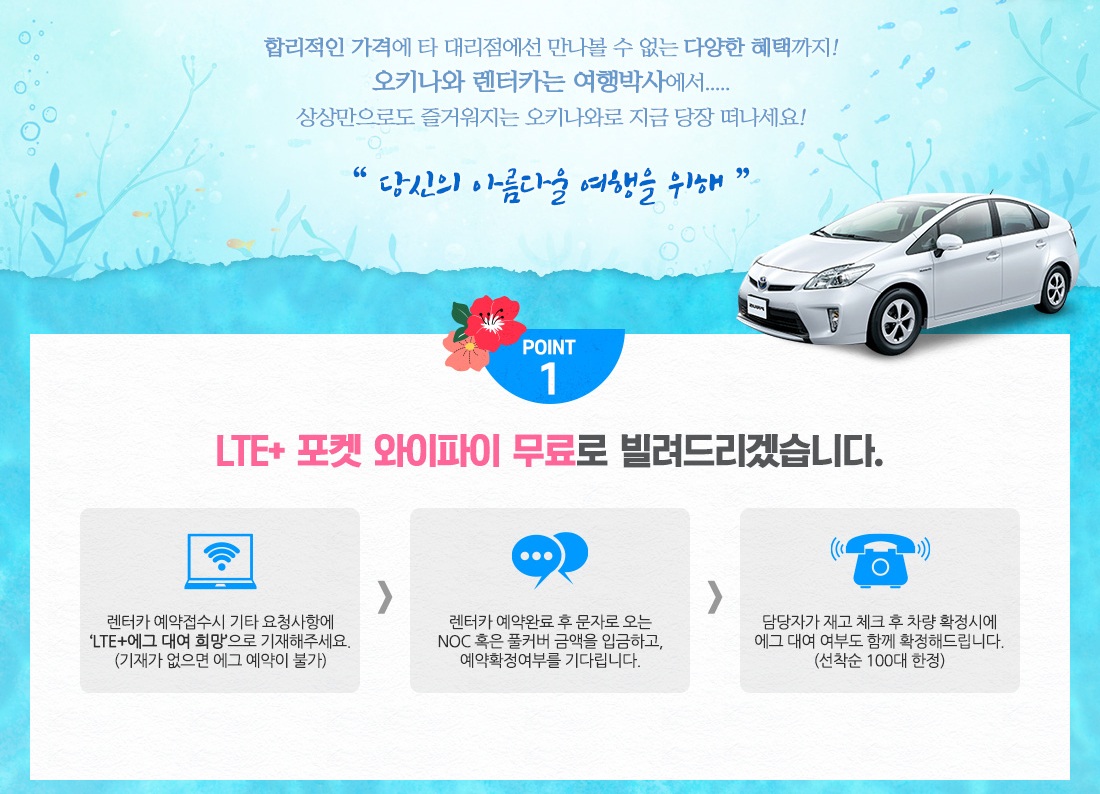 합리적인 가격에 타 대리점에선 만나볼 수 없는 다양한 혜택까지!
오키나와 렌터카는 여행박사에서.....
상상만으로도 즐거워지는 오키나와로 지금 당장 떠나세요!
“ 당신의 아름다울 여행을 위해 ”
POINT
1
LTE+ 포켓 와이파이 무료로 빌려드리겠습니다.
렌터카 예약접수시 기타 요청사항에
‘LTE+에그 대여 희망’으로 기재해주세요.
(기재가 없으면 에그 예약이 불가)
렌터카 예약완료 후 문자로 오는
NOC 혹은 풀커버 금액을 입금하고,
예약확정여부를 기다립니다.
담당자가 재고 체크 후 차량 확정시에
에그 대여 여부도 함께 확정해드립니다.
(선착순 100대 한정)